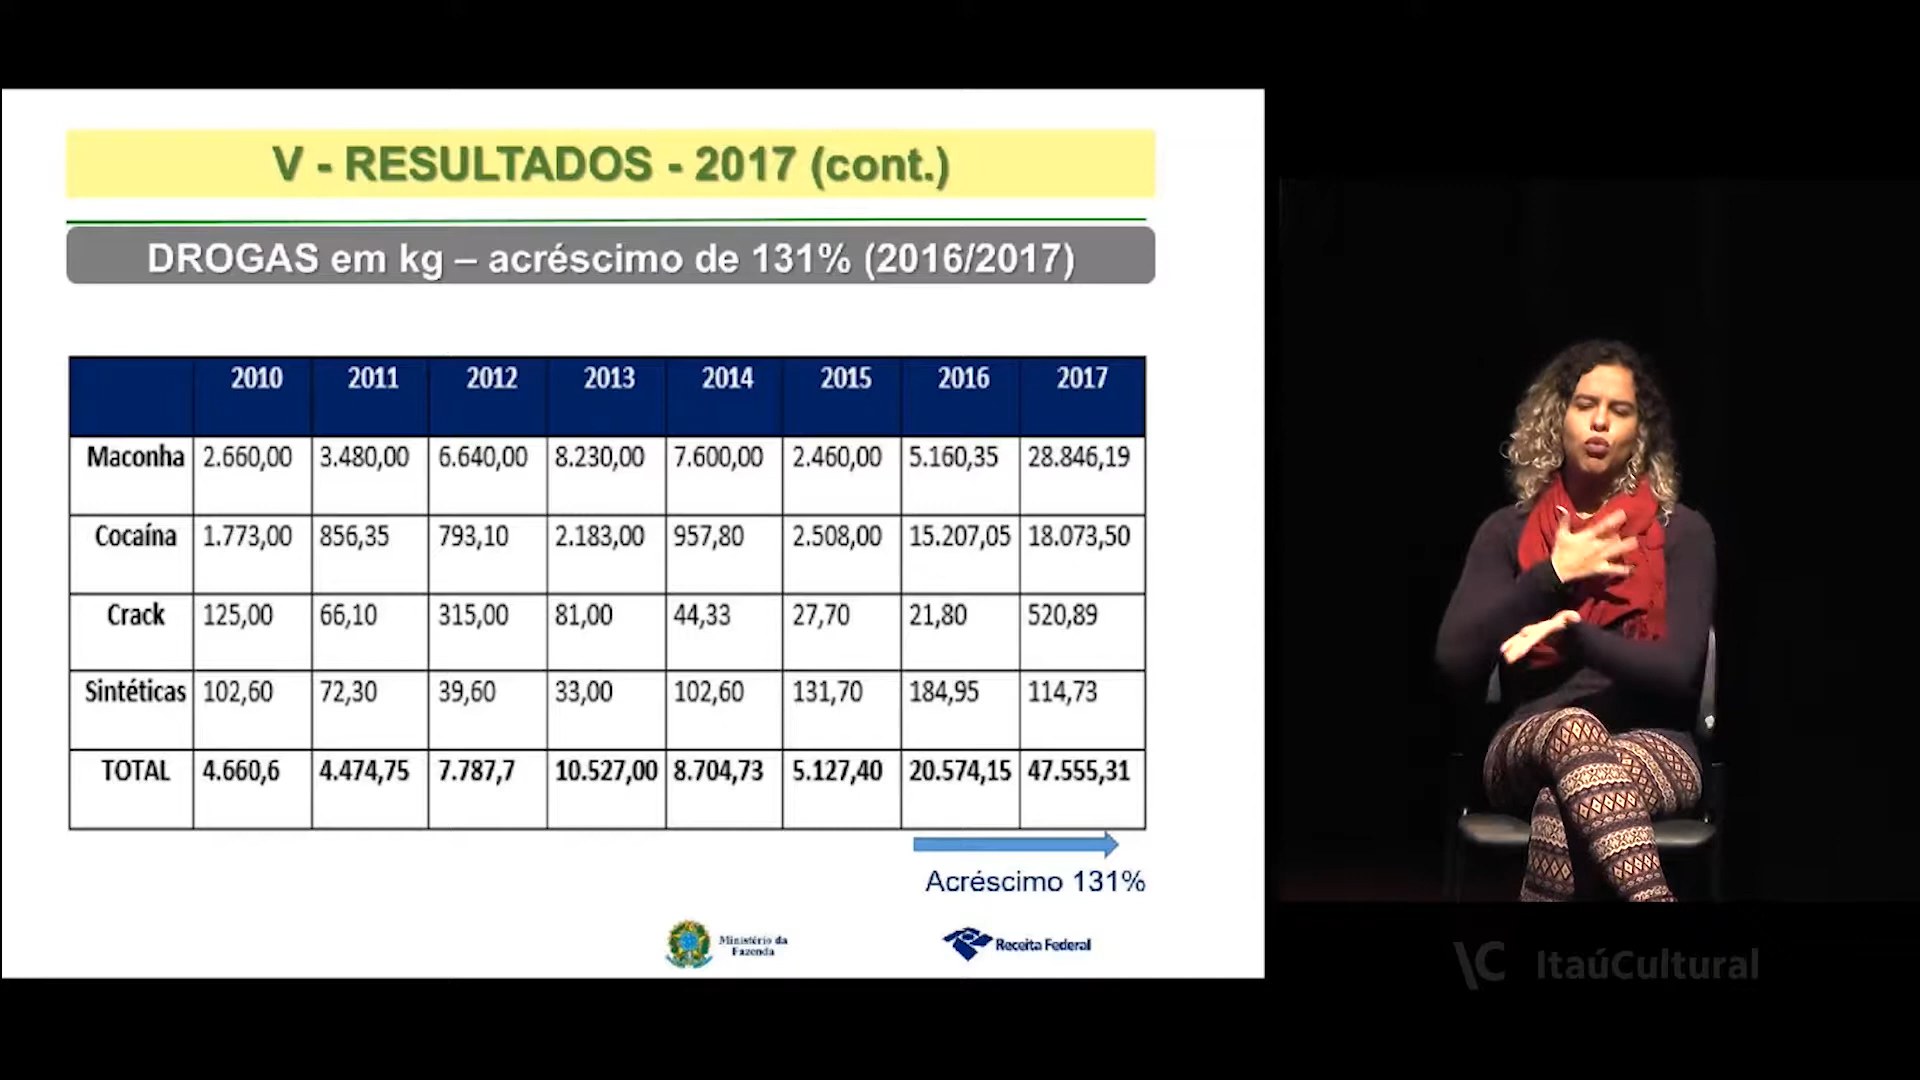 V - RESULTADOS - 2017 (cont.)
DROGAS em kg – acréscimo de 131% (2016/2017)
2010 2011 2012 2013 2014 2015 2016 2017
Maconha 2.660,00 3.480,00 6.640,00 8.230,00 7.600,00 2.460,00 5.160,35 28.846,19
Cocaína 1.773,00 856,35 793,10 2.183,00 957,80 2.508,00 15.207,05 18.073,50
Crack 125,00 66,10 315,00 81,00 44,33 27,70 21,80 520,89
Sintéticas 102,60 72,30 39,60 33,00 102,60 131,70 184,95 114,73
TOTAL 4.660,6 4.474,75 7.787,7 10.527,00 8.704,73 5.127,40 20.574,15 47.555,31
Acréscimo 131%
Ministério da
Fazenda
Receita Federal
ItaúCultural